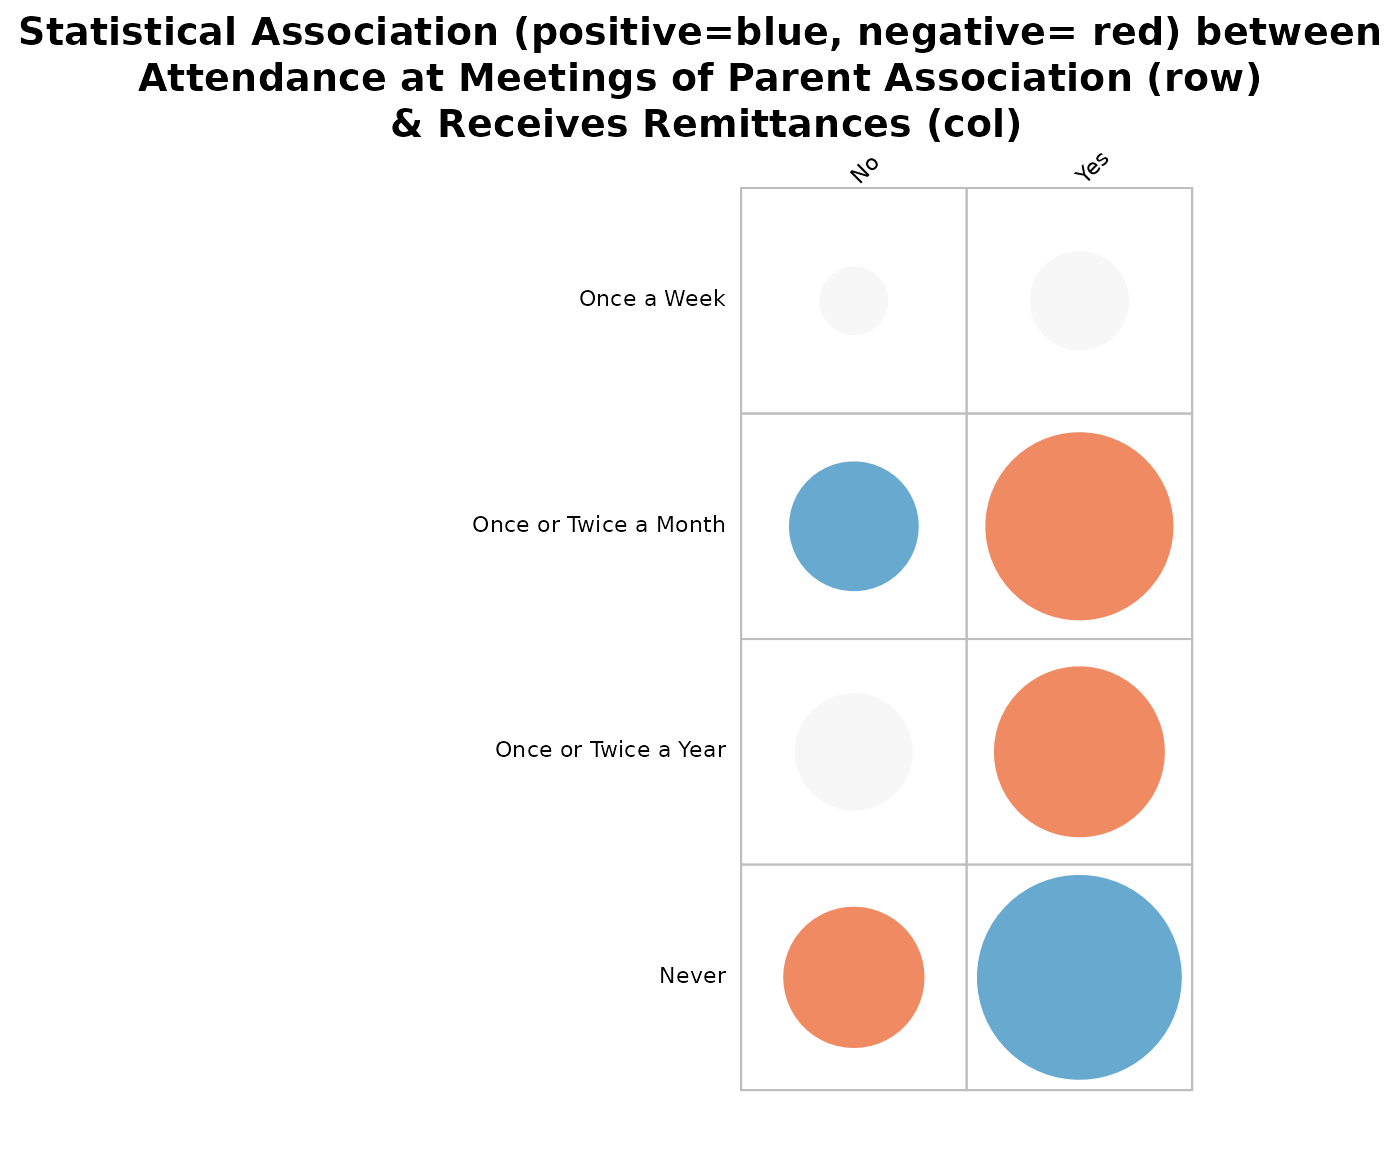 Statistical Association (positive=blue, negative= red) between
Attendance at Meetings of Parent Association (row)
& Receives Remittances (col)
No
Yes
Once a Week
Once or Twice a Month
Once or Twice a Year
Never